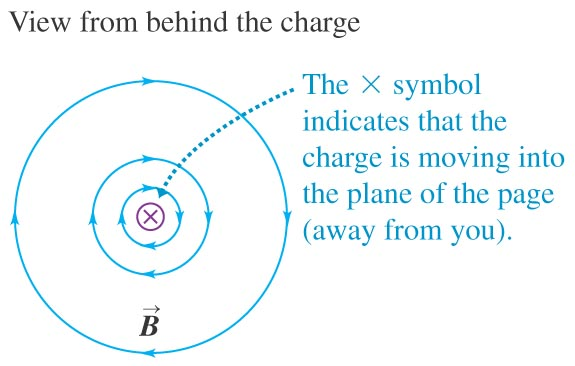 View from behind the charge
The × symbol
indicates that the
charge is moving into
the plane of the page
(away from you).
B⃗